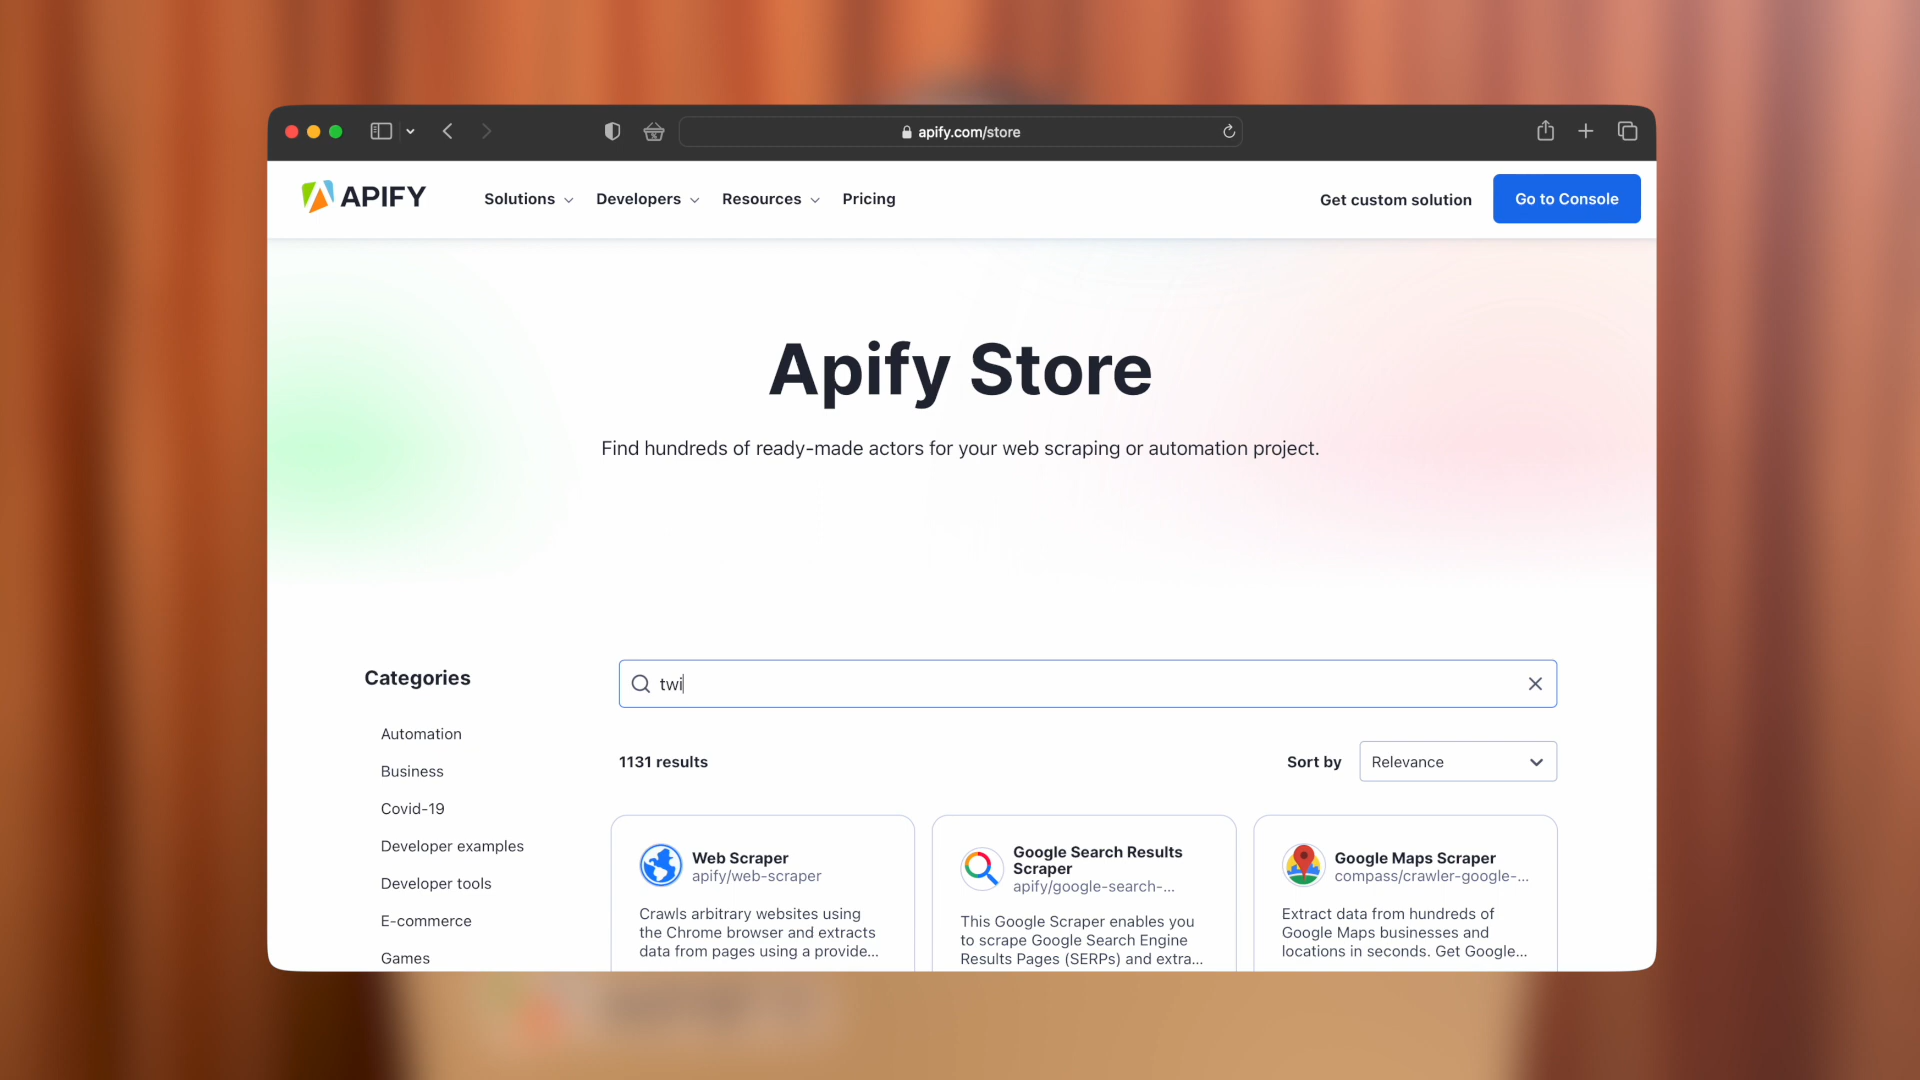 apify.com/store
APIFY
Solutions
Developers
Resources
Pricing
Get custom solution
Go to Console
Apify Store
Find hundreds of ready-made actors for your web scraping or automation project.
Categories
Automation
Business
Covid-19
Developer examples
Developer tools
E-commerce
Games
twi
1131 results
Sort by
Relevance
Web Scraper
apify/web-scraper
Crawls arbitrary websites using
the Chrome browser and extracts
data from pages using a provide...
Google Search Results
Scraper
apify/google-search-...
This Google Scraper enables you
to scrape Google Search Engine
Results Pages (SERPs) and extra...
Google Maps Scraper
compass/crawler-google-...
Extract data from hundreds of
Google Maps businesses and
locations in seconds. Get Google...